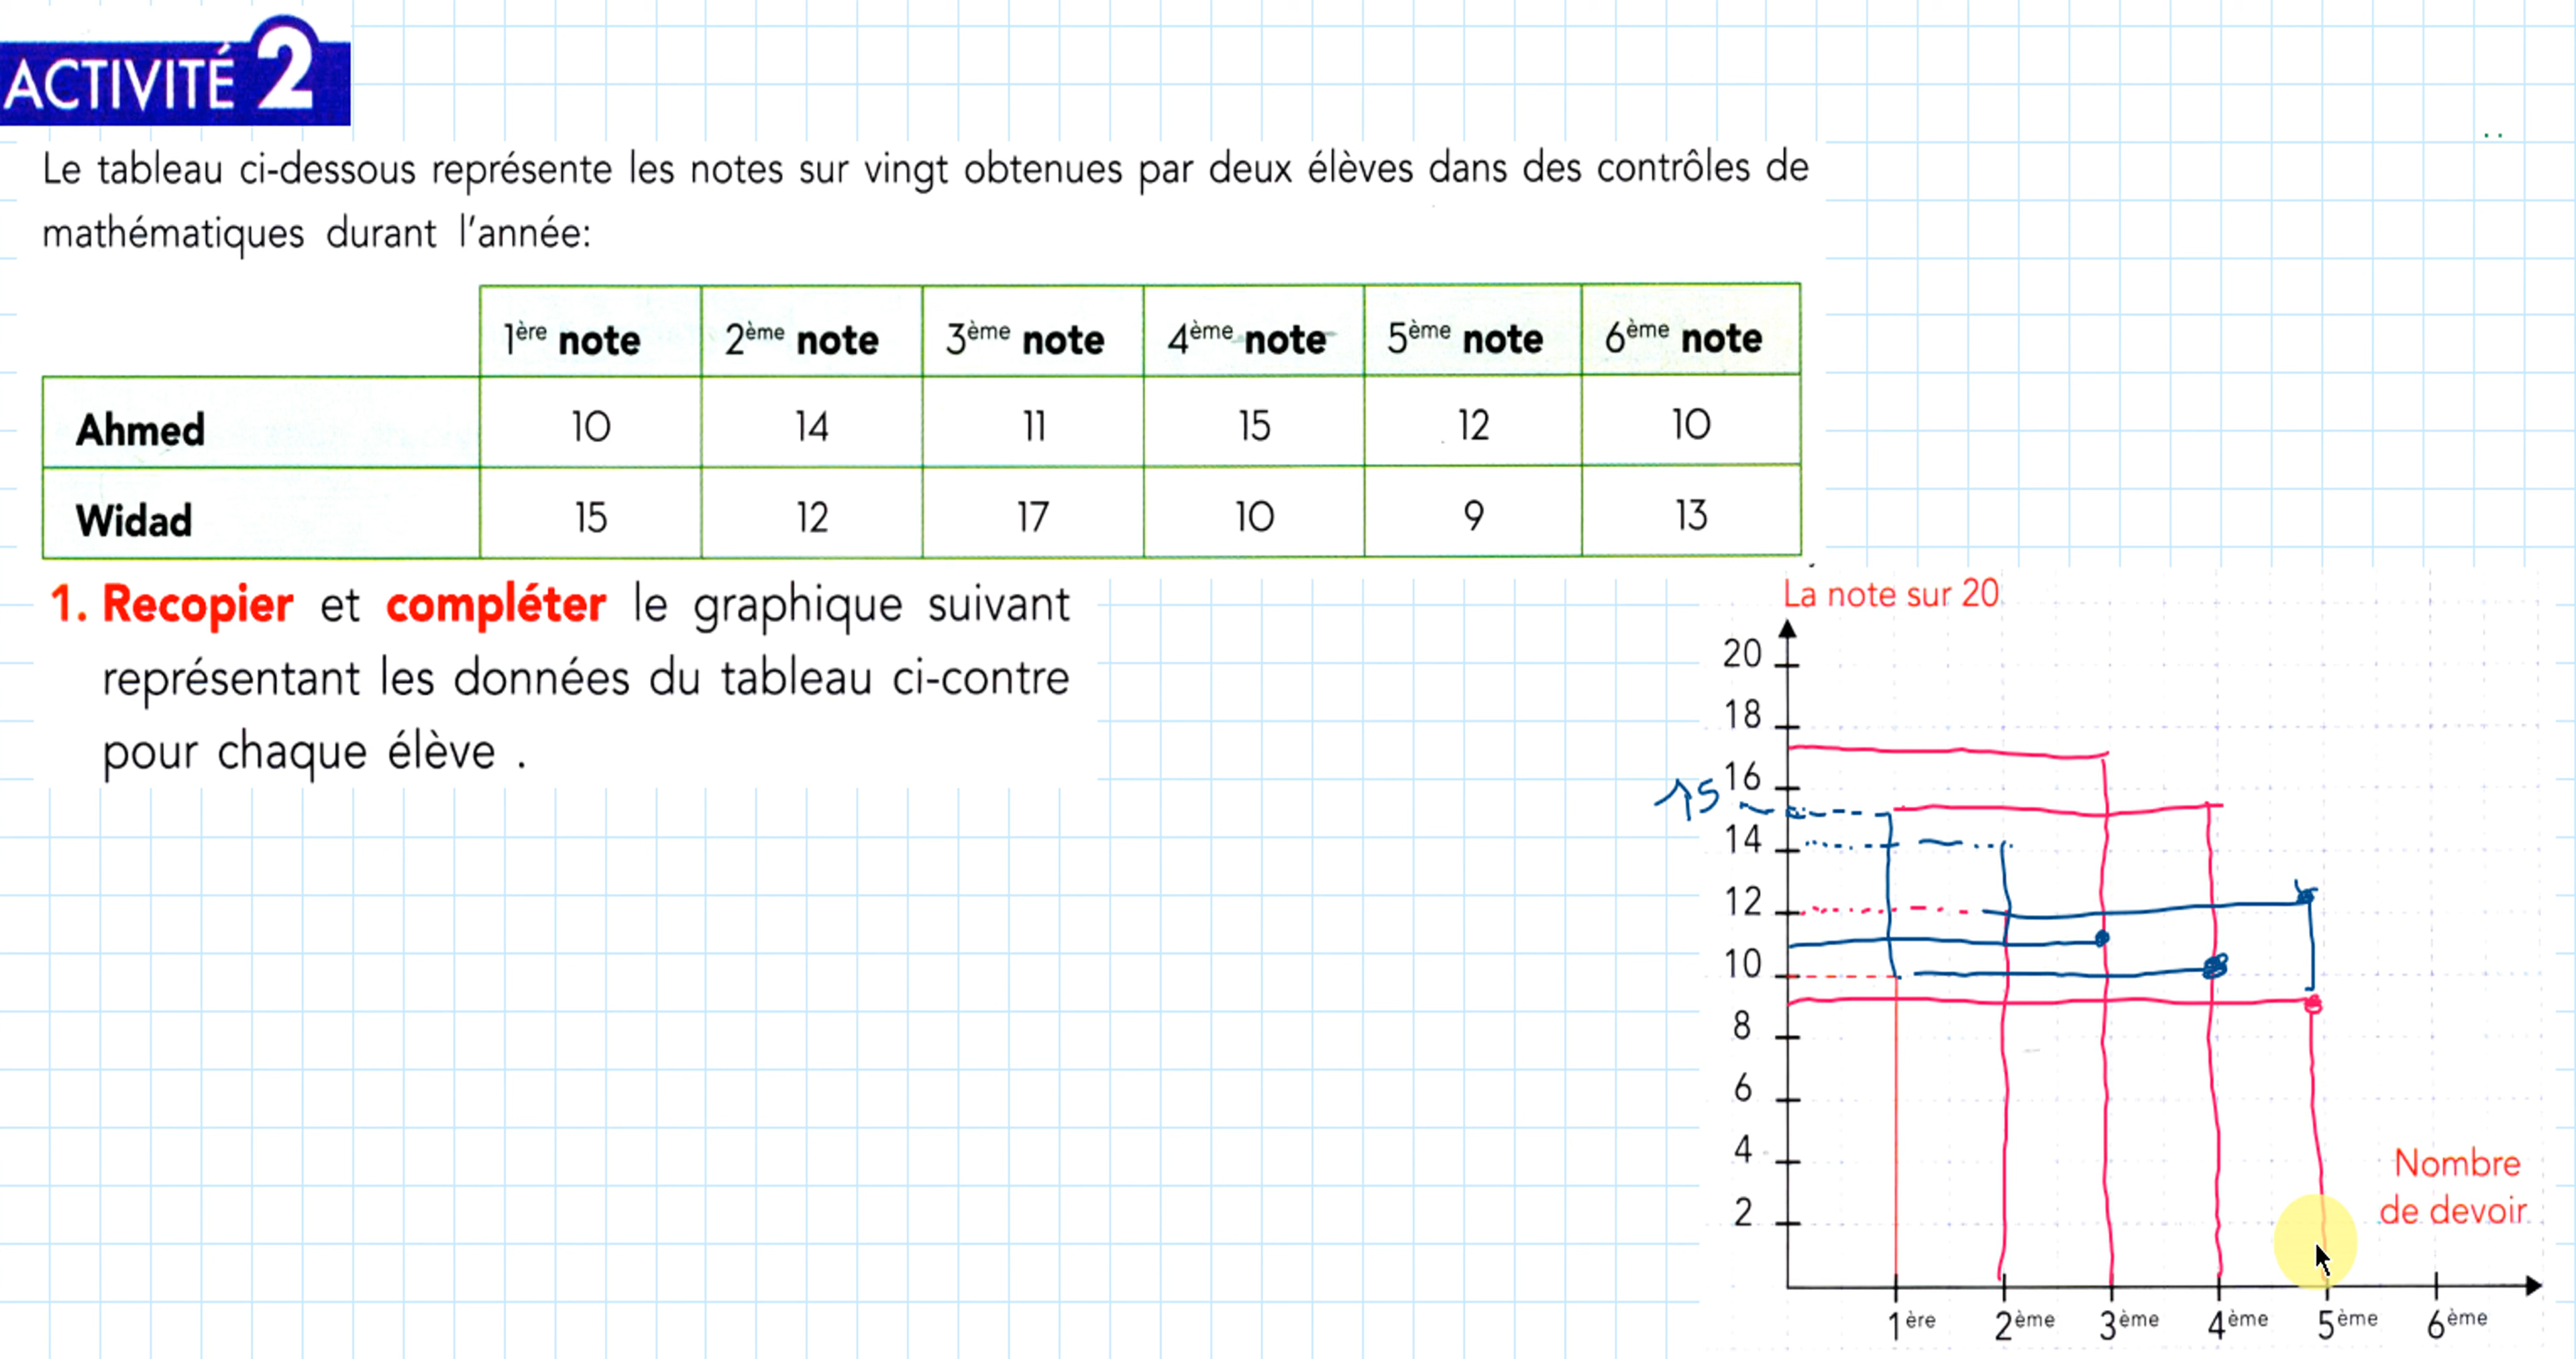 ACTIVITÉ 2
Le tableau ci-dessous représente les notes sur vingt obtenues par deux élèves dans des contrôles de
mathématiques durant l'année:
1ère note 2ème note 3ème note 4ème note 5ème note 6ème note
Ahmed 10 14 11 15 12 10
Widad 15 12 17 10 9 13
1. Recopier et compléter le graphique suivant
représentant les données du tableau ci-contre
pour chaque élève .
La note sur 20
20
18
16
15
14
12
10
8
6
4
2
Nombre
de devoir
1ère 2ème 3ème 4ème 5ème 6ème